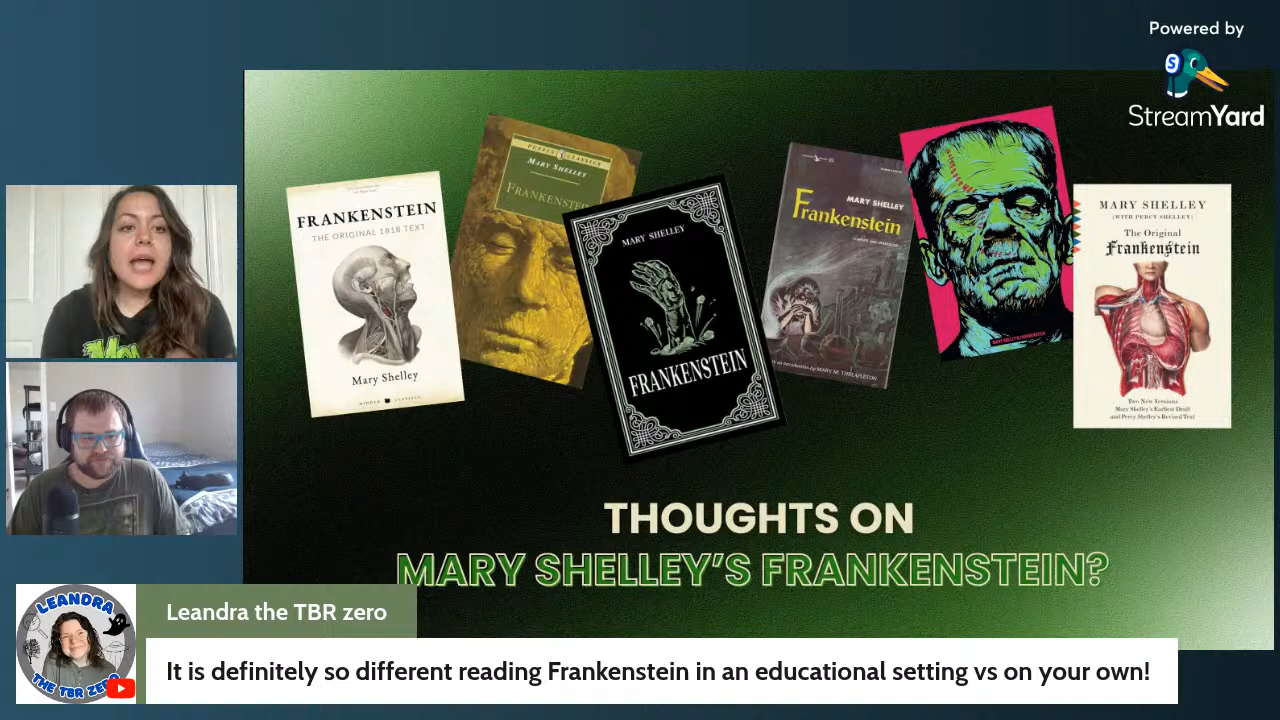 Powered by
StreamYard
FRANKENSTEIN
THE ORIGINAL 1818 TEXT
Mary Shelley
PUFFIN CLASSICS
MARY SHELLEY
FRANKENSTEIN
MARY SHELLEY
FRANKENSTEIN
MARY SHELLEY
Frankenstein
MARY SHELLEY
(WITH PERCY SHELLEY)
The Original
Frankenstein
Two New Versions:
Mary Shelley's Earliest Draft
and Percy Shelley's Revised Text
THOUGHTS ON
MARY SHELLEY'S FRANKENSTEIN?
LEANDRA
THE TBR ZERO
Leandra the TBR zero
It is definitely so different reading Frankenstein in an educational setting vs on your own!